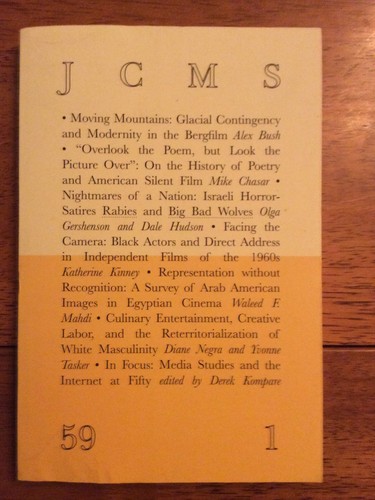 J C M S
• Moving Mountains: Glacial Contingency
and Modernity in the Bergfilm Alex Bush
• “Overlook the Poem, but Look the
Picture Over”: On the History of Poetry
and American Silent Film Mike Chasar •
Nightmares of a Nation: Israeli Horror-
Satires Rabies and Big Bad Wolves Olga
Gershenson and Dale Hudson • Facing the
Camera: Black Actors and Direct Address
in Independent Films of the 1960s
Katherine Kinney • Representation without
Recognition: A Survey of Arab American
Images in Egyptian Cinema Waleed F.
Mahdi • Culinary Entertainment, Creative
Labor, and the Reterritorialization of
White Masculinity Diane Negra and Yvonne
Tasker • In Focus: Media Studies and the
Internet at Fifty edited by Derek Kompare
59 1